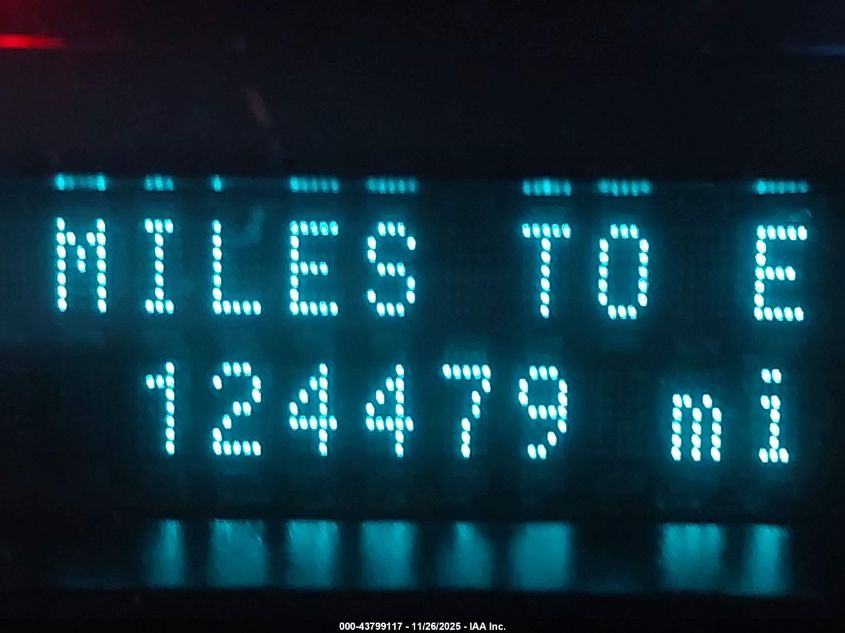 MILES TO E
124479 mi
000-43799117 - 11/26/2025 - IAA Inc.